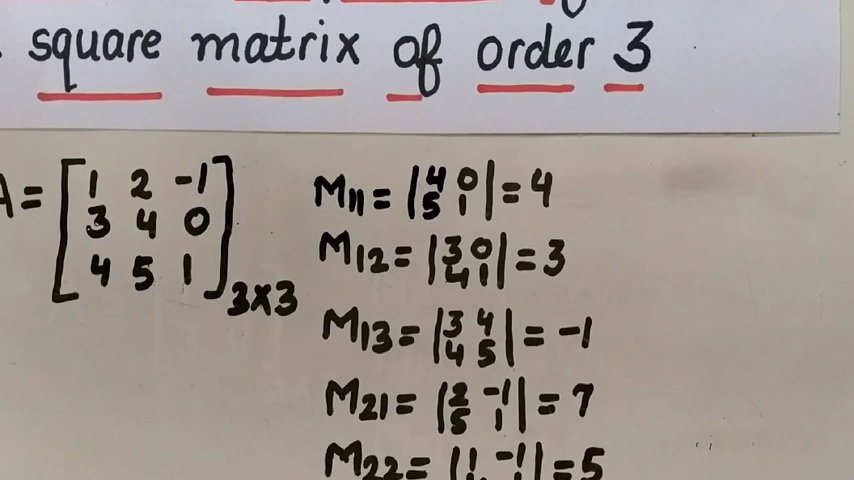 square matrix of order 3
A = [1 2 -1
3 4 0
4 5 1] 3×3
M11 = |4 0
5 1| = 4
M12 = |3 0
4 1| = 3
M13 = |3 4
4 5| = -1
M21 = |2 -1
5 1| = 7
M22 = |1 -1| = 5